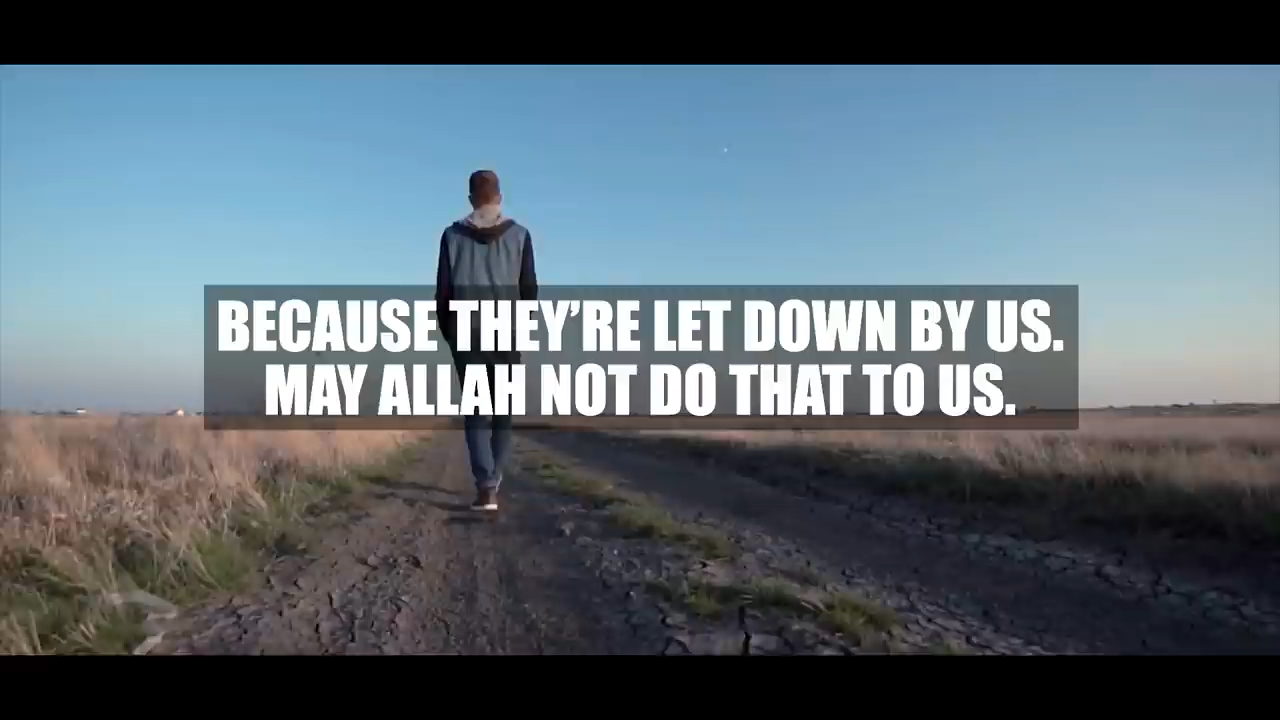 BECAUSE THEY’RE LET DOWN BY US.
MAY ALLAH NOT DO THAT TO US.